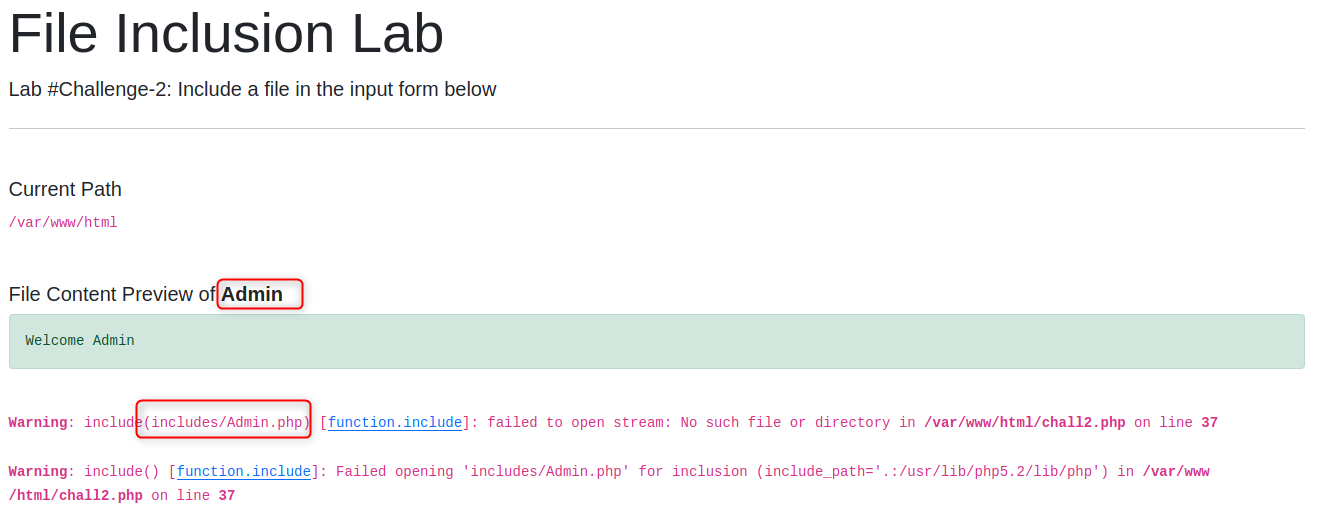 File Inclusion Lab
Lab #Challenge-2: Include a file in the input form below
Current Path
/var/www/html
File Content Preview of Admin
Welcome Admin
Warning: include(includes/Admin.php) [function.include]: failed to open stream: No such file or directory in /var/www/html/chall2.php on line 37
Warning: include() [function.include]: Failed opening 'includes/Admin.php' for inclusion (include_path='.:/usr/lib/php5.2/lib/php') in /var/www
/html/chall2.php on line 37